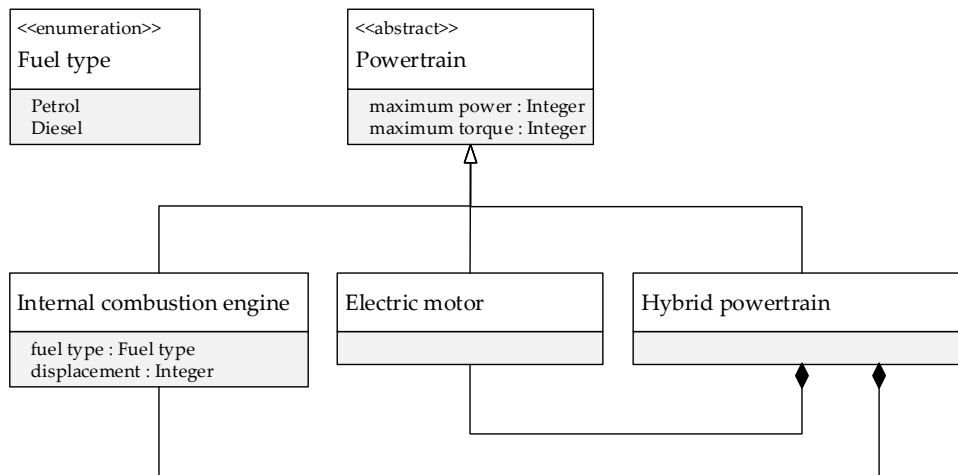 <<enumeration>>
Fuel type
Petrol
Diesel
<<abstract>>
Powertrain
maximum power : Integer
maximum torque : Integer
Internal combustion engine
fuel type : Fuel type
displacement : Integer
Electric motor
Hybrid powertrain